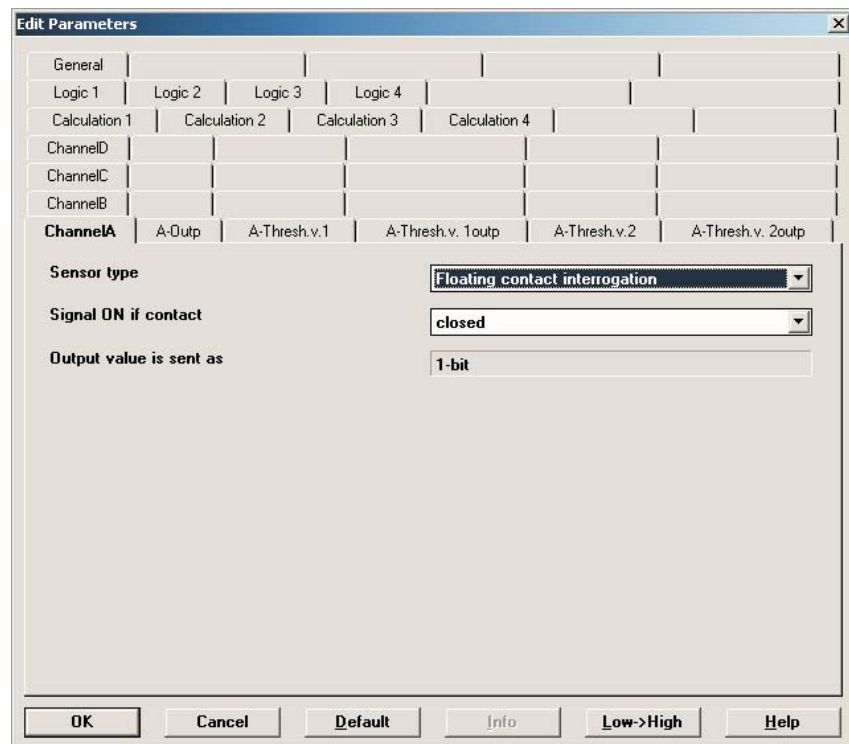 Edit Parameters
General
Logic 1 Logic 2 Logic 3 Logic 4
Calculation 1 Calculation 2 Calculation 3 Calculation 4
ChannelD
ChannelC
ChannelB
ChannelA A-Outp A-Thresh.v.1 A-Thresh.v. 1outp A-Thresh.v.2 A-Thresh.v. 2outp
Sensor type Floating contact interrogation
Signal ON if contact closed
Output value is sent as 1-bit
OK Cancel Default Info Low->High Help